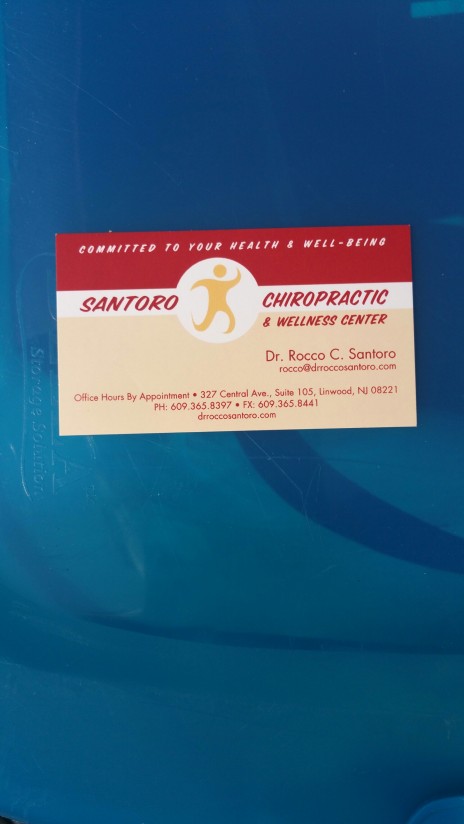 COMMITTED TO YOUR HEALTH & WELL-BEING
SANTORO CHIROPRACTIC
& WELLNESS CENTER
Dr. Rocco C. Santoro
rocco@drroccosantoro.com
Office Hours By Appointment • 327 Central Ave., Suite 105, Linwood, NJ 08221
PH: 609.365.8397 • FX: 609.365.8441
drroccosantoro.com
Storage Solution